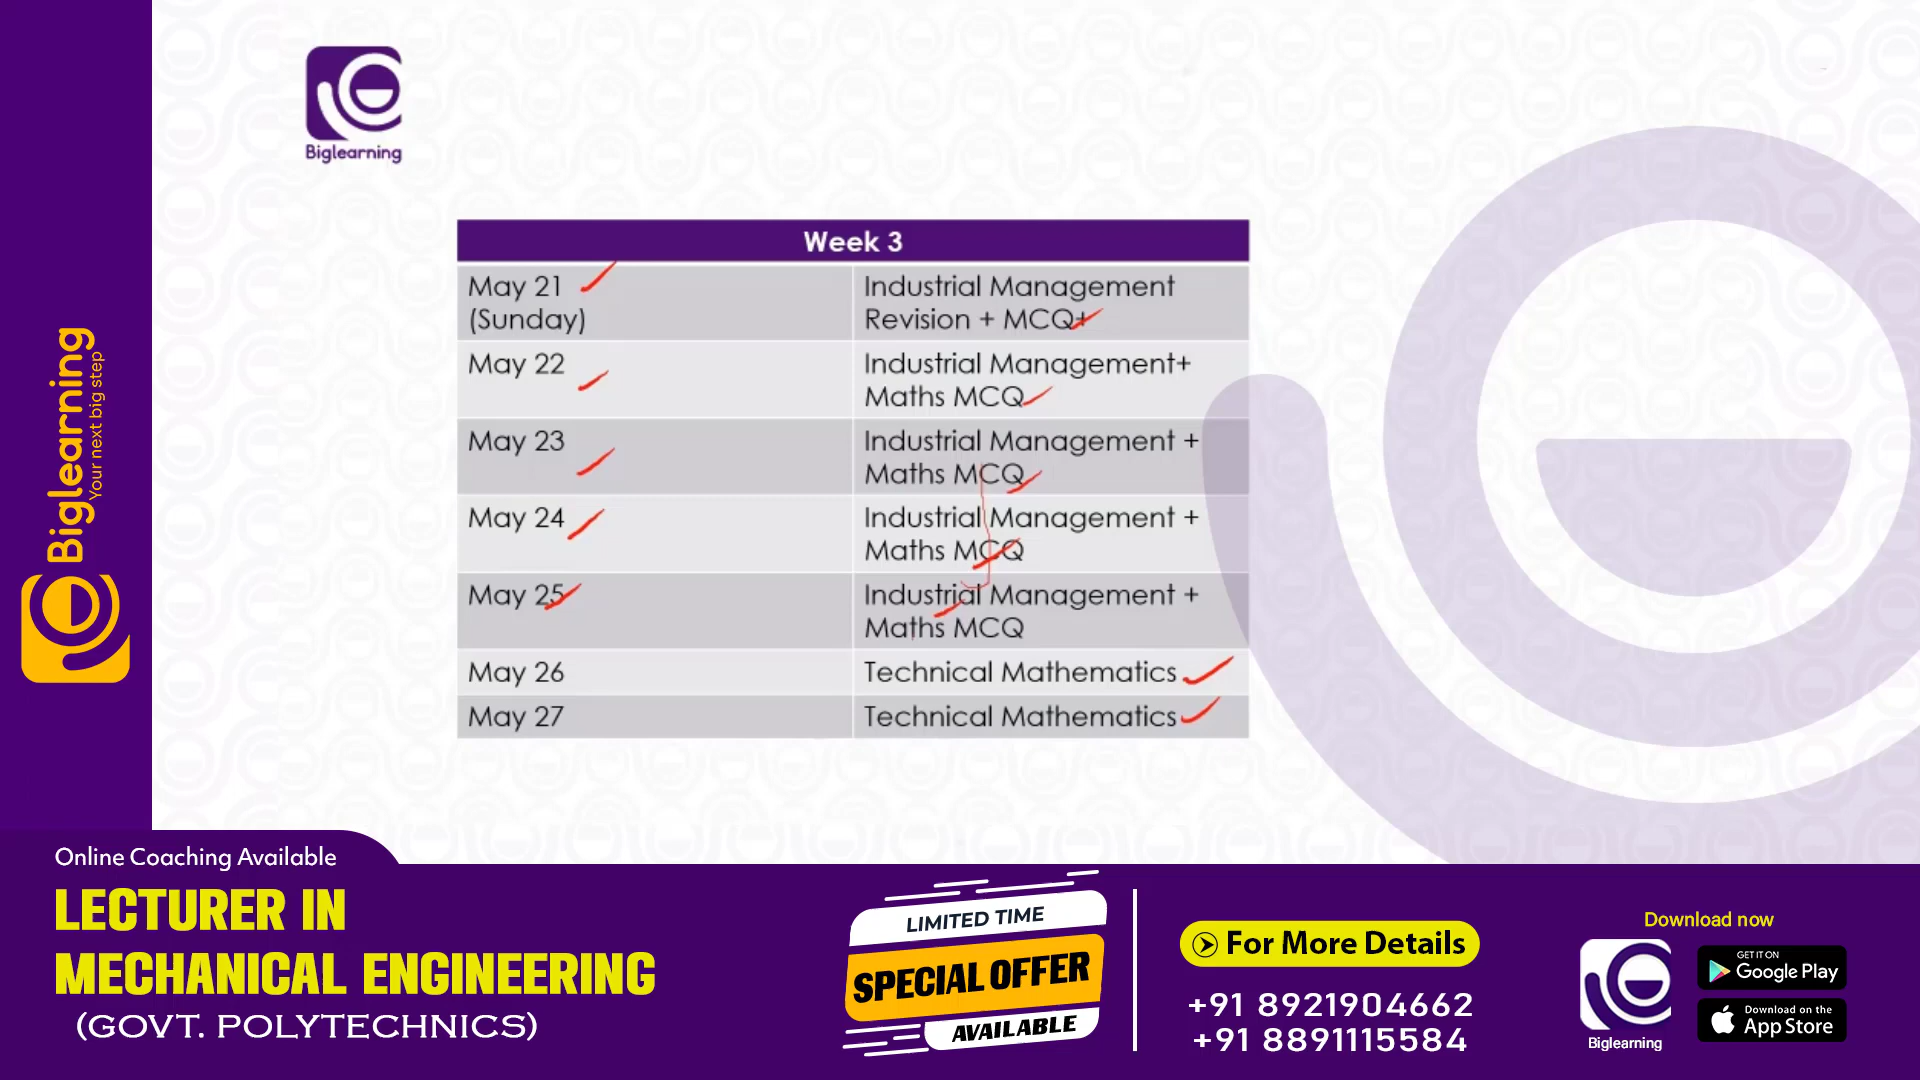 Biglearning
Week 3
May 21
(Sunday)
Industrial Management
Revision + MCQ+
May 22
Industrial Management+
Maths MCQ
May 23
Industrial Management +
Maths MCQ
May 24
Industrial Management +
Maths MCQ
May 25
Industrial Management +
Maths MCQ
May 26
Technical Mathematics
May 27
Technical Mathematics
Biglearning
Your next big step
Online Coaching Available
LECTURER IN
MECHANICAL ENGINEERING
(GOVT. POLYTECHNICS)
LIMITED TIME
SPECIAL OFFER
AVAILABLE
For More Details
+91 8921904662
+91 8891115584
Download now
Biglearning
GET IT ON
Google Play
Download on the
App Store